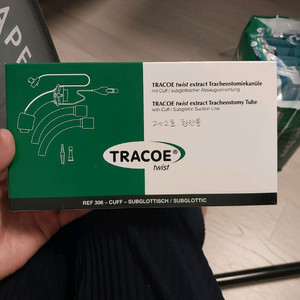 TRACOE twist extract Tracheostomiekanüle
mit Cuff / subglottischer Absaugvorrichtung
TRACOE twist extract Tracheostomy Tube
with Cuff / Subglottic Suction Line
TRACOE®
twist
REF 306 – CUFF – SUBGLOTTISCH / SUBGLOTTIC